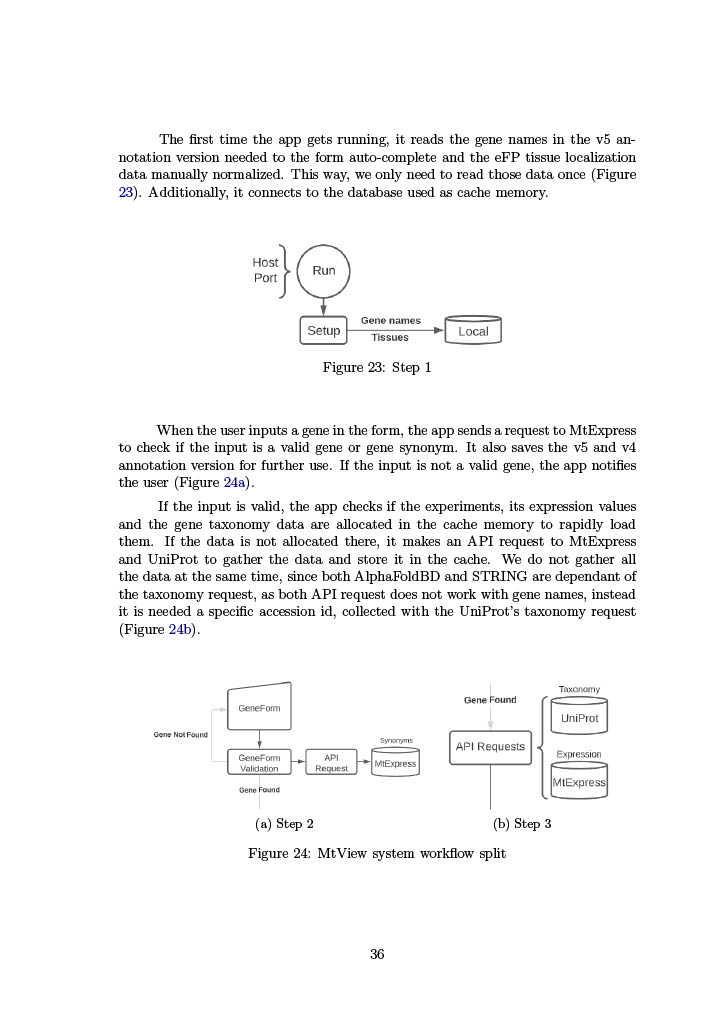 The first time the app gets running, it reads the gene names in the v5 an-
notation version needed to the form auto-complete and the eFP tissue localization
data manually normalized. This way, we only need to read those data once (Figure
23). Additionally, it connects to the database used as cache memory.
Host
Port
Run
Setup
Gene names
Tissues
Local
Figure 23: Step 1
When the user inputs a gene in the form, the app sends a request to MtExpress
to check if the input is a valid gene or gene synonym. It also saves the v5 and v4
annotation version for further use. If the input is not a valid gene, the app notifies
the user (Figure 24a).
If the input is valid, the app checks if the experiments, its expression values
and the gene taxonomy data are allocated in the cache memory to rapidly load
them. If the data is not allocated there, it makes an API request to MtExpress
and UniProt to gather the data and store it in the cache. We do not gather all
the data at the same time, since both AlphaFoldBD and STRING are dependant of
the taxonomy request, as both API request does not work with gene names, instead
it is needed a specific accession id, collected with the UniProt's taxonomy request
(Figure 24b).
GeneForm
Gene Not Found
GeneForm
Validation
API
Request
Synonyms
MtExpress
Gene Found
(a) Step 2
Gene Found
API Requests
Taxonomy
UniProt
Expression
MtExpress
(b) Step 3
Figure 24: MtView system workflow split
36